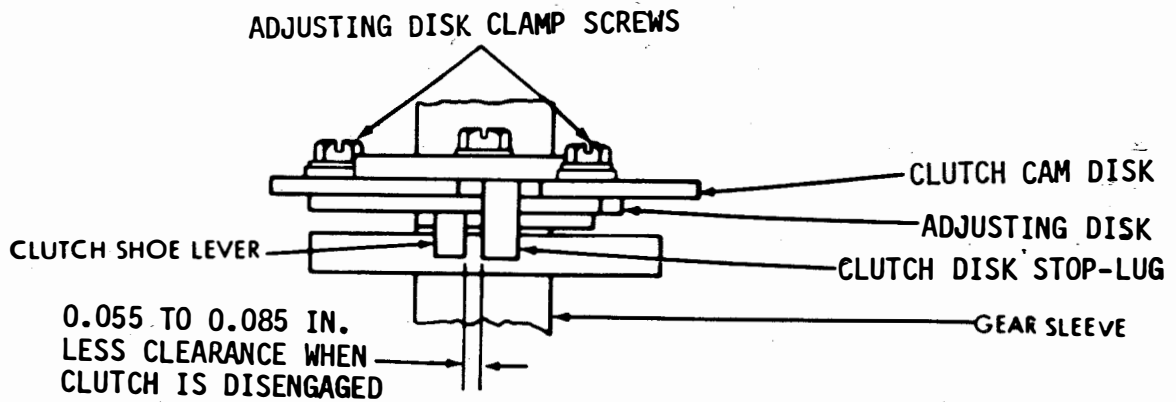 ADJUSTING DISK CLAMP SCREWS
CLUTCH CAM DISK
ADJUSTING DISK
CLUTCH SHOE LEVER
CLUTCH DISK STOP-LUG
0.055 TO 0.085 IN.
LESS CLEARANCE WHEN
CLUTCH IS DISENGAGED
GEAR SLEEVE